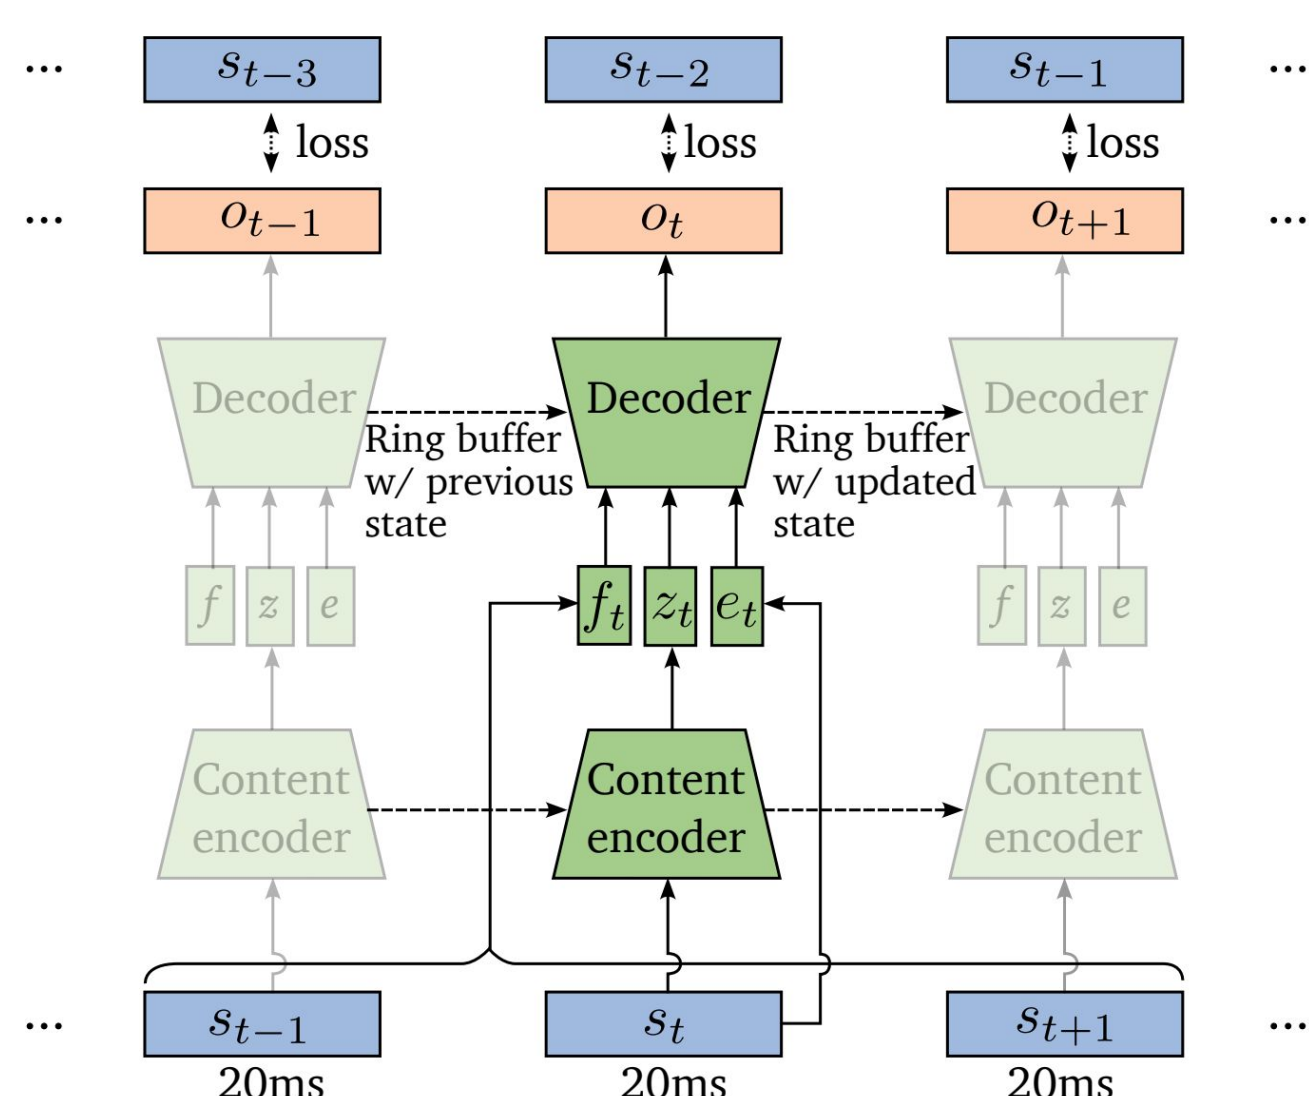 ... s_{t−3} s_{t−2} s_{t−1} ...
loss loss loss
... o_{t−1} o_t o_{t+1} ...
Decoder Decoder Decoder
Ring buffer
w/ previous
state
Ring buffer
w/ updated
state
f z e f_t z_t e_t f z e
Content
encoder
Content
encoder
Content
encoder
... s_{t−1} s_t s_{t+1} ...
20ms 20ms 20ms